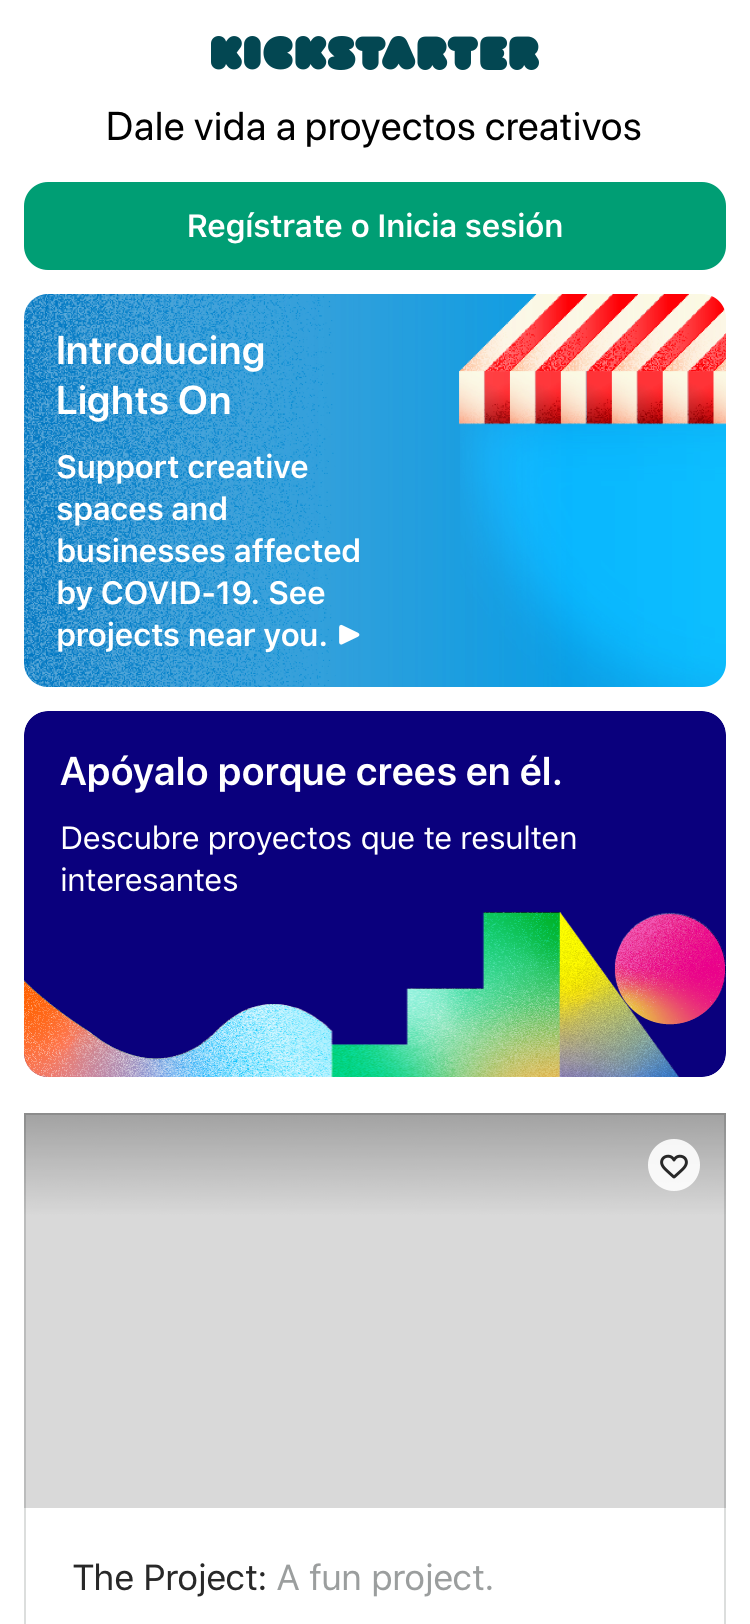 KICKSTARTER
Dale vida a proyectos creativos
Regístrate o Inicia sesión
Introducing
Lights On
Support creative
spaces and
businesses affected
by COVID-19. See
projects near you. ►
Apóyalo porque crees en él.
Descubre proyectos que te resulten
interesantes
The Project: A fun project.